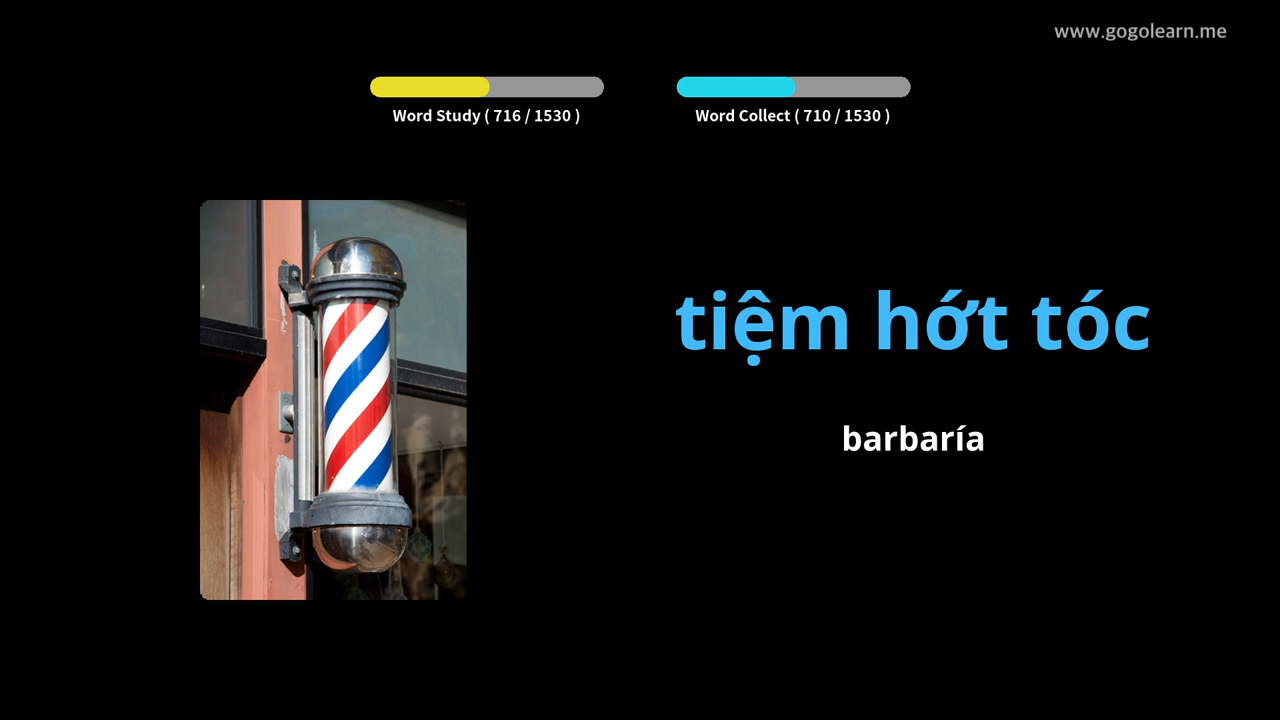 www.gogolearn.me
Word Study ( 716 / 1530 )
Word Collect ( 710 / 1530 )
tiệm hớt tóc
barbaría